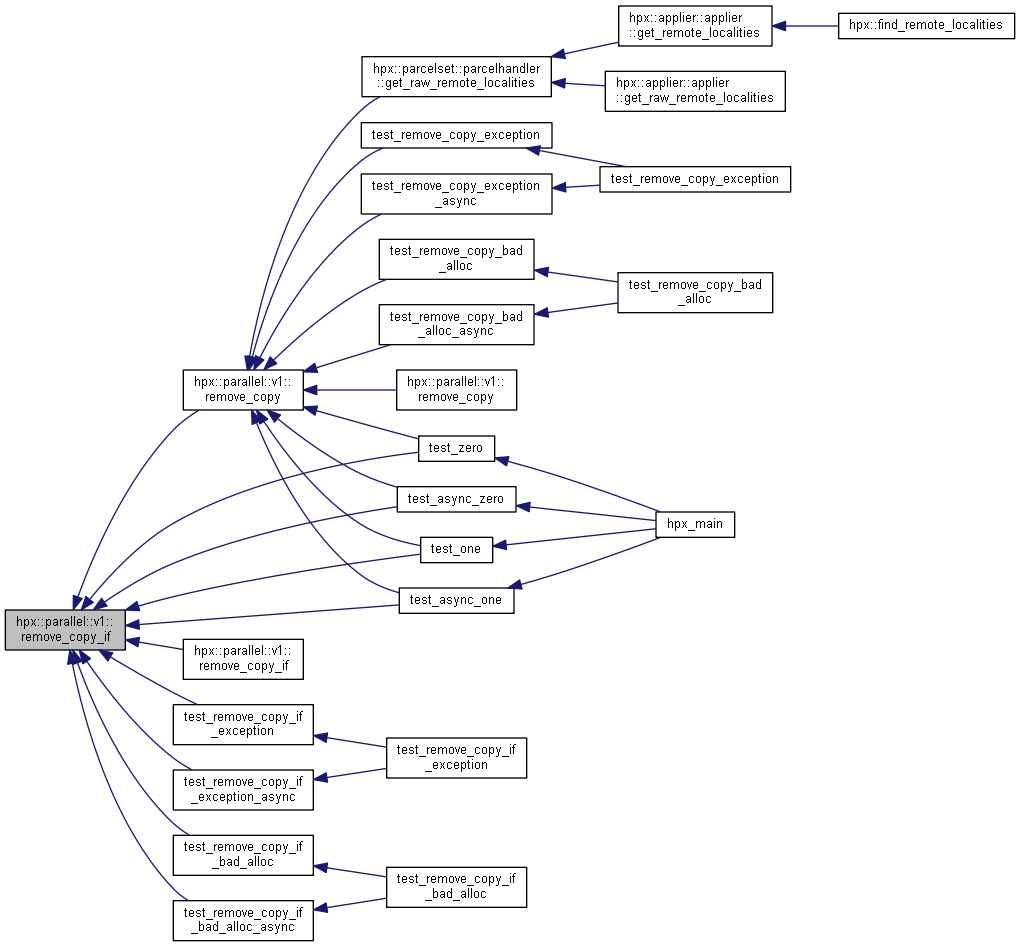 hpx::applier::applier
::get_remote_localities
hpx::find_remote_localities
hpx::parcelset::parcelhandler
::get_raw_remote_localities
hpx::applier::applier
::get_raw_remote_localities
test_remove_copy_exception
test_remove_copy_exception
test_remove_copy_exception
_async
test_remove_copy_bad
_alloc
test_remove_copy_bad
_alloc
test_remove_copy_bad
_alloc_async
hpx::parallel::v1::
remove_copy
hpx::parallel::v1::
remove_copy
test_zero
test_async_zero
hpx_main
test_one
test_async_one
hpx::parallel::v1::
remove_copy_if
hpx::parallel::v1::
remove_copy_if
test_remove_copy_if
_exception
test_remove_copy_if
_exception
test_remove_copy_if
_exception_async
test_remove_copy_if
_bad_alloc
test_remove_copy_if
_bad_alloc
test_remove_copy_if
_bad_alloc_async